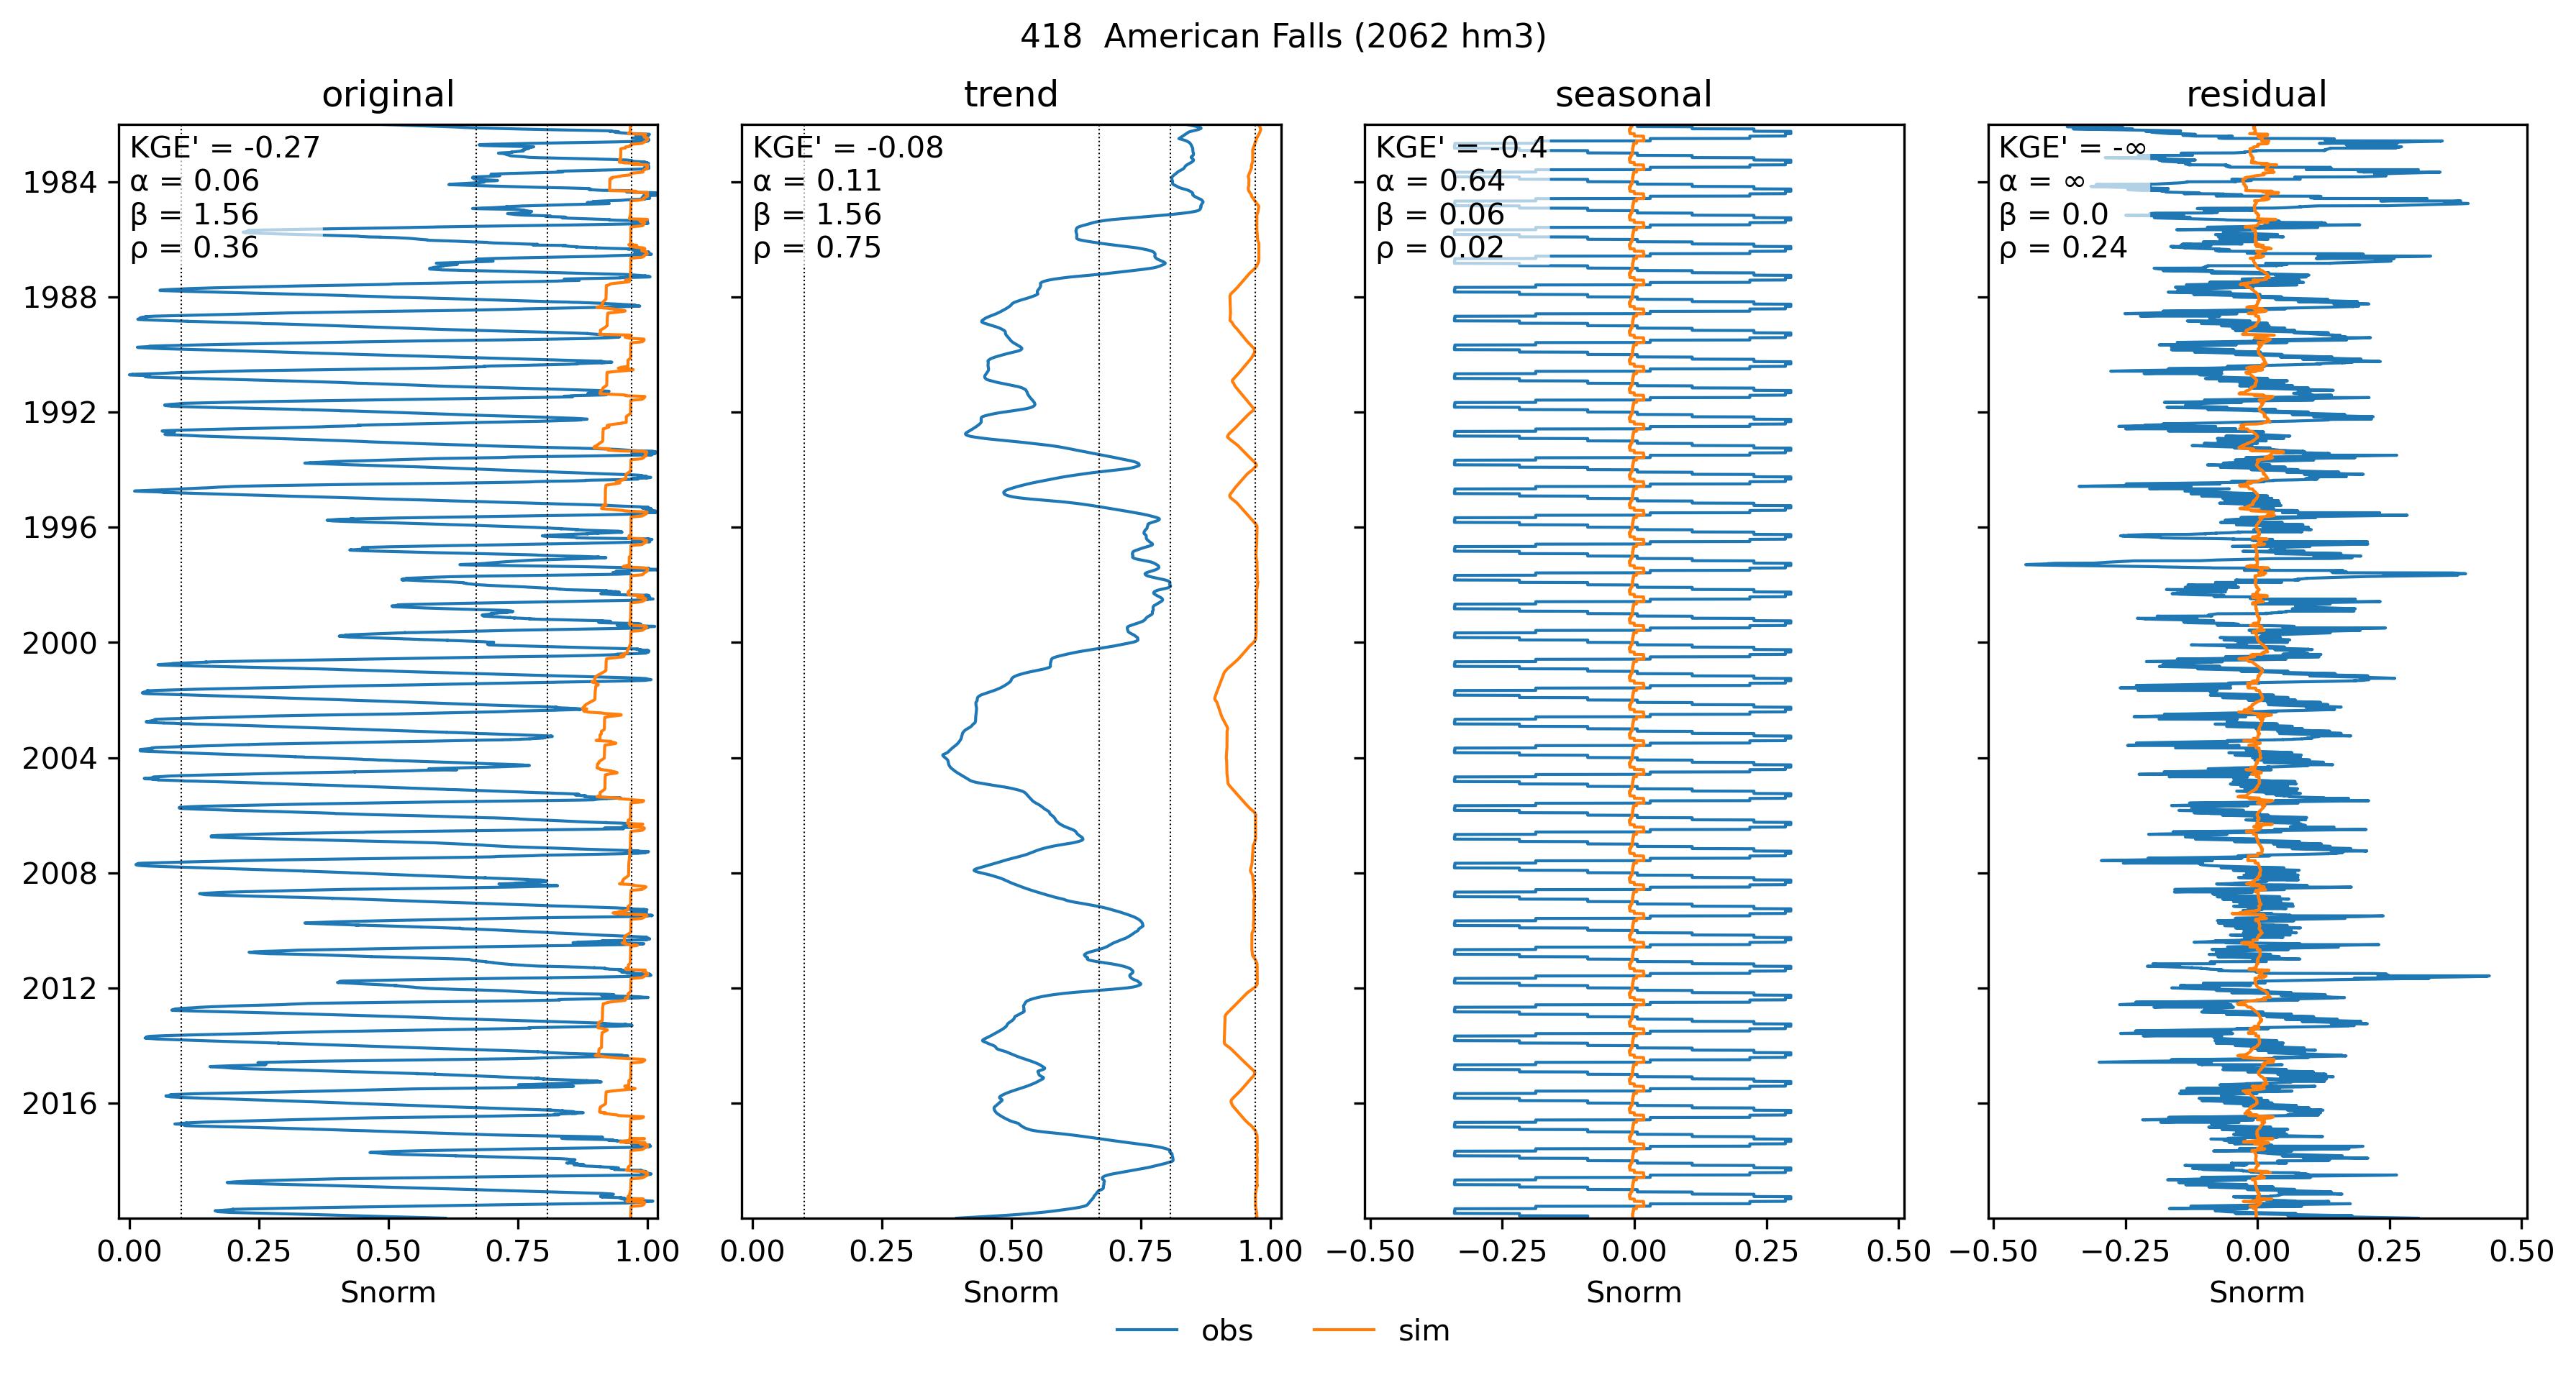 418  American Falls (2062 hm3)
original
trend
seasonal
residual
KGE' = -0.27
α = 0.06
β = 1.56
ρ = 0.36
KGE' = -0.08
α = 0.11
β = 1.56
ρ = 0.75
KGE' = -0.4
α = 0.64
β = 0.06
ρ = 0.02
KGE' = -∞
α = ∞
β = 0.0
ρ = 0.24
1984
1988
1992
1996
2000
2004
2008
2012
2016
0.00 0.25 0.50 0.75 1.00
0.00 0.25 0.50 0.75 1.00
−0.50 −0.25 0.00 0.25 0.50
−0.50 −0.25 0.00 0.25 0.50
Snorm
Snorm
Snorm
Snorm
obs
sim